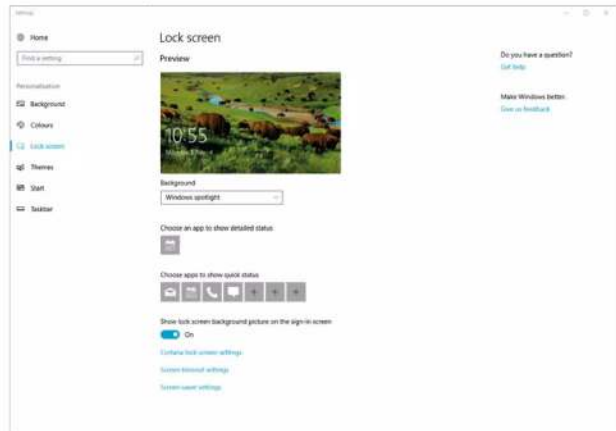 Settings
Home
Find a setting
Personalisation
Background
Colours
Lock screen
Themes
Start
Taskbar
Lock screen
Preview
10:55
Background
Windows spotlight
Choose an app to show detailed status
Choose apps to show quick status
Show lock screen background picture on the sign-in screen
On
Cortana lock screen settings
Screen timeout settings
Screen saver settings
Do you have a question?
Get help
Make Windows better.
Give us feedback